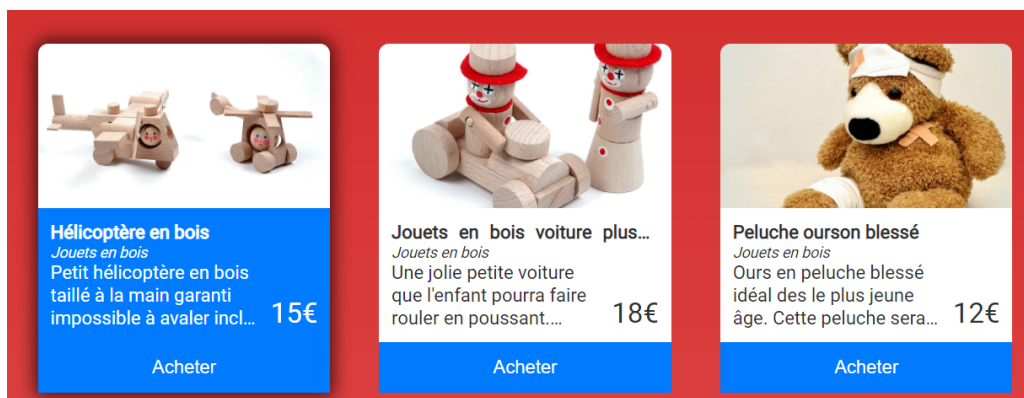 Hélicoptère en bois
Jouets en bois
Petit hélicoptère en bois
taillé à la main garanti
impossible à avaler incl...
15€
Acheter
Jouets en bois voiture plus...
Jouets en bois
Une jolie petite voiture
que l'enfant pourra faire
rouler en poussant....
18€
Acheter
Peluche ourson blessé
Jouets en bois
Ours en peluche blessé
idéal des le plus jeune
âge. Cette peluche sera...
12€
Acheter